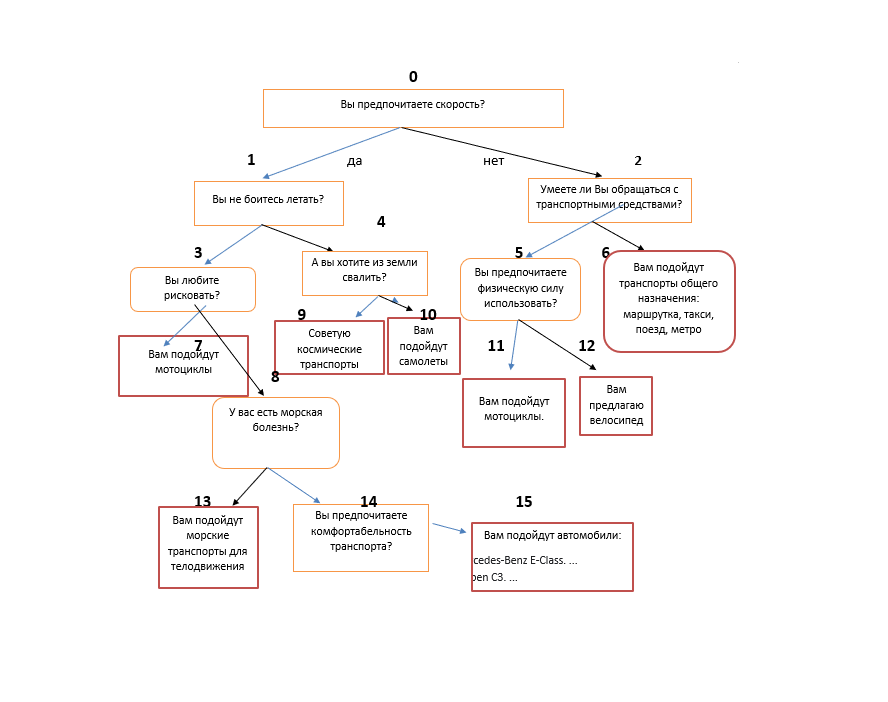 0
Вы предпочитаете скорость?
1
да
нет
2
Вы не боитесь летать?
Умеете ли Вы обращаться с
транспортными средствами?
3
Вы любите
рисковать?
4
А вы хотите из земли
свалить?
5
Вы предпочитаете
физическую силу
использовать?
6
Вам подойдут
транспорты общего
назначения:
маршрутка, такси,
поезд, метро
7
Вам подойдут
мотоциклы
9
Советую
космические
транспорты
10
Вам
подойдут
самолеты
11
Вам подойдут
мотоциклы.
12
Вам
предлагаю
велосипед
8
У вас есть морская
болезнь?
13
Вам подойдут
морские
транспорты для
телодвижения
14
Вы предпочитаете
комфортабельность
транспорта?
15
Вам подойдут автомобили:
cedes-Benz E-Class. ...
en C3. ...